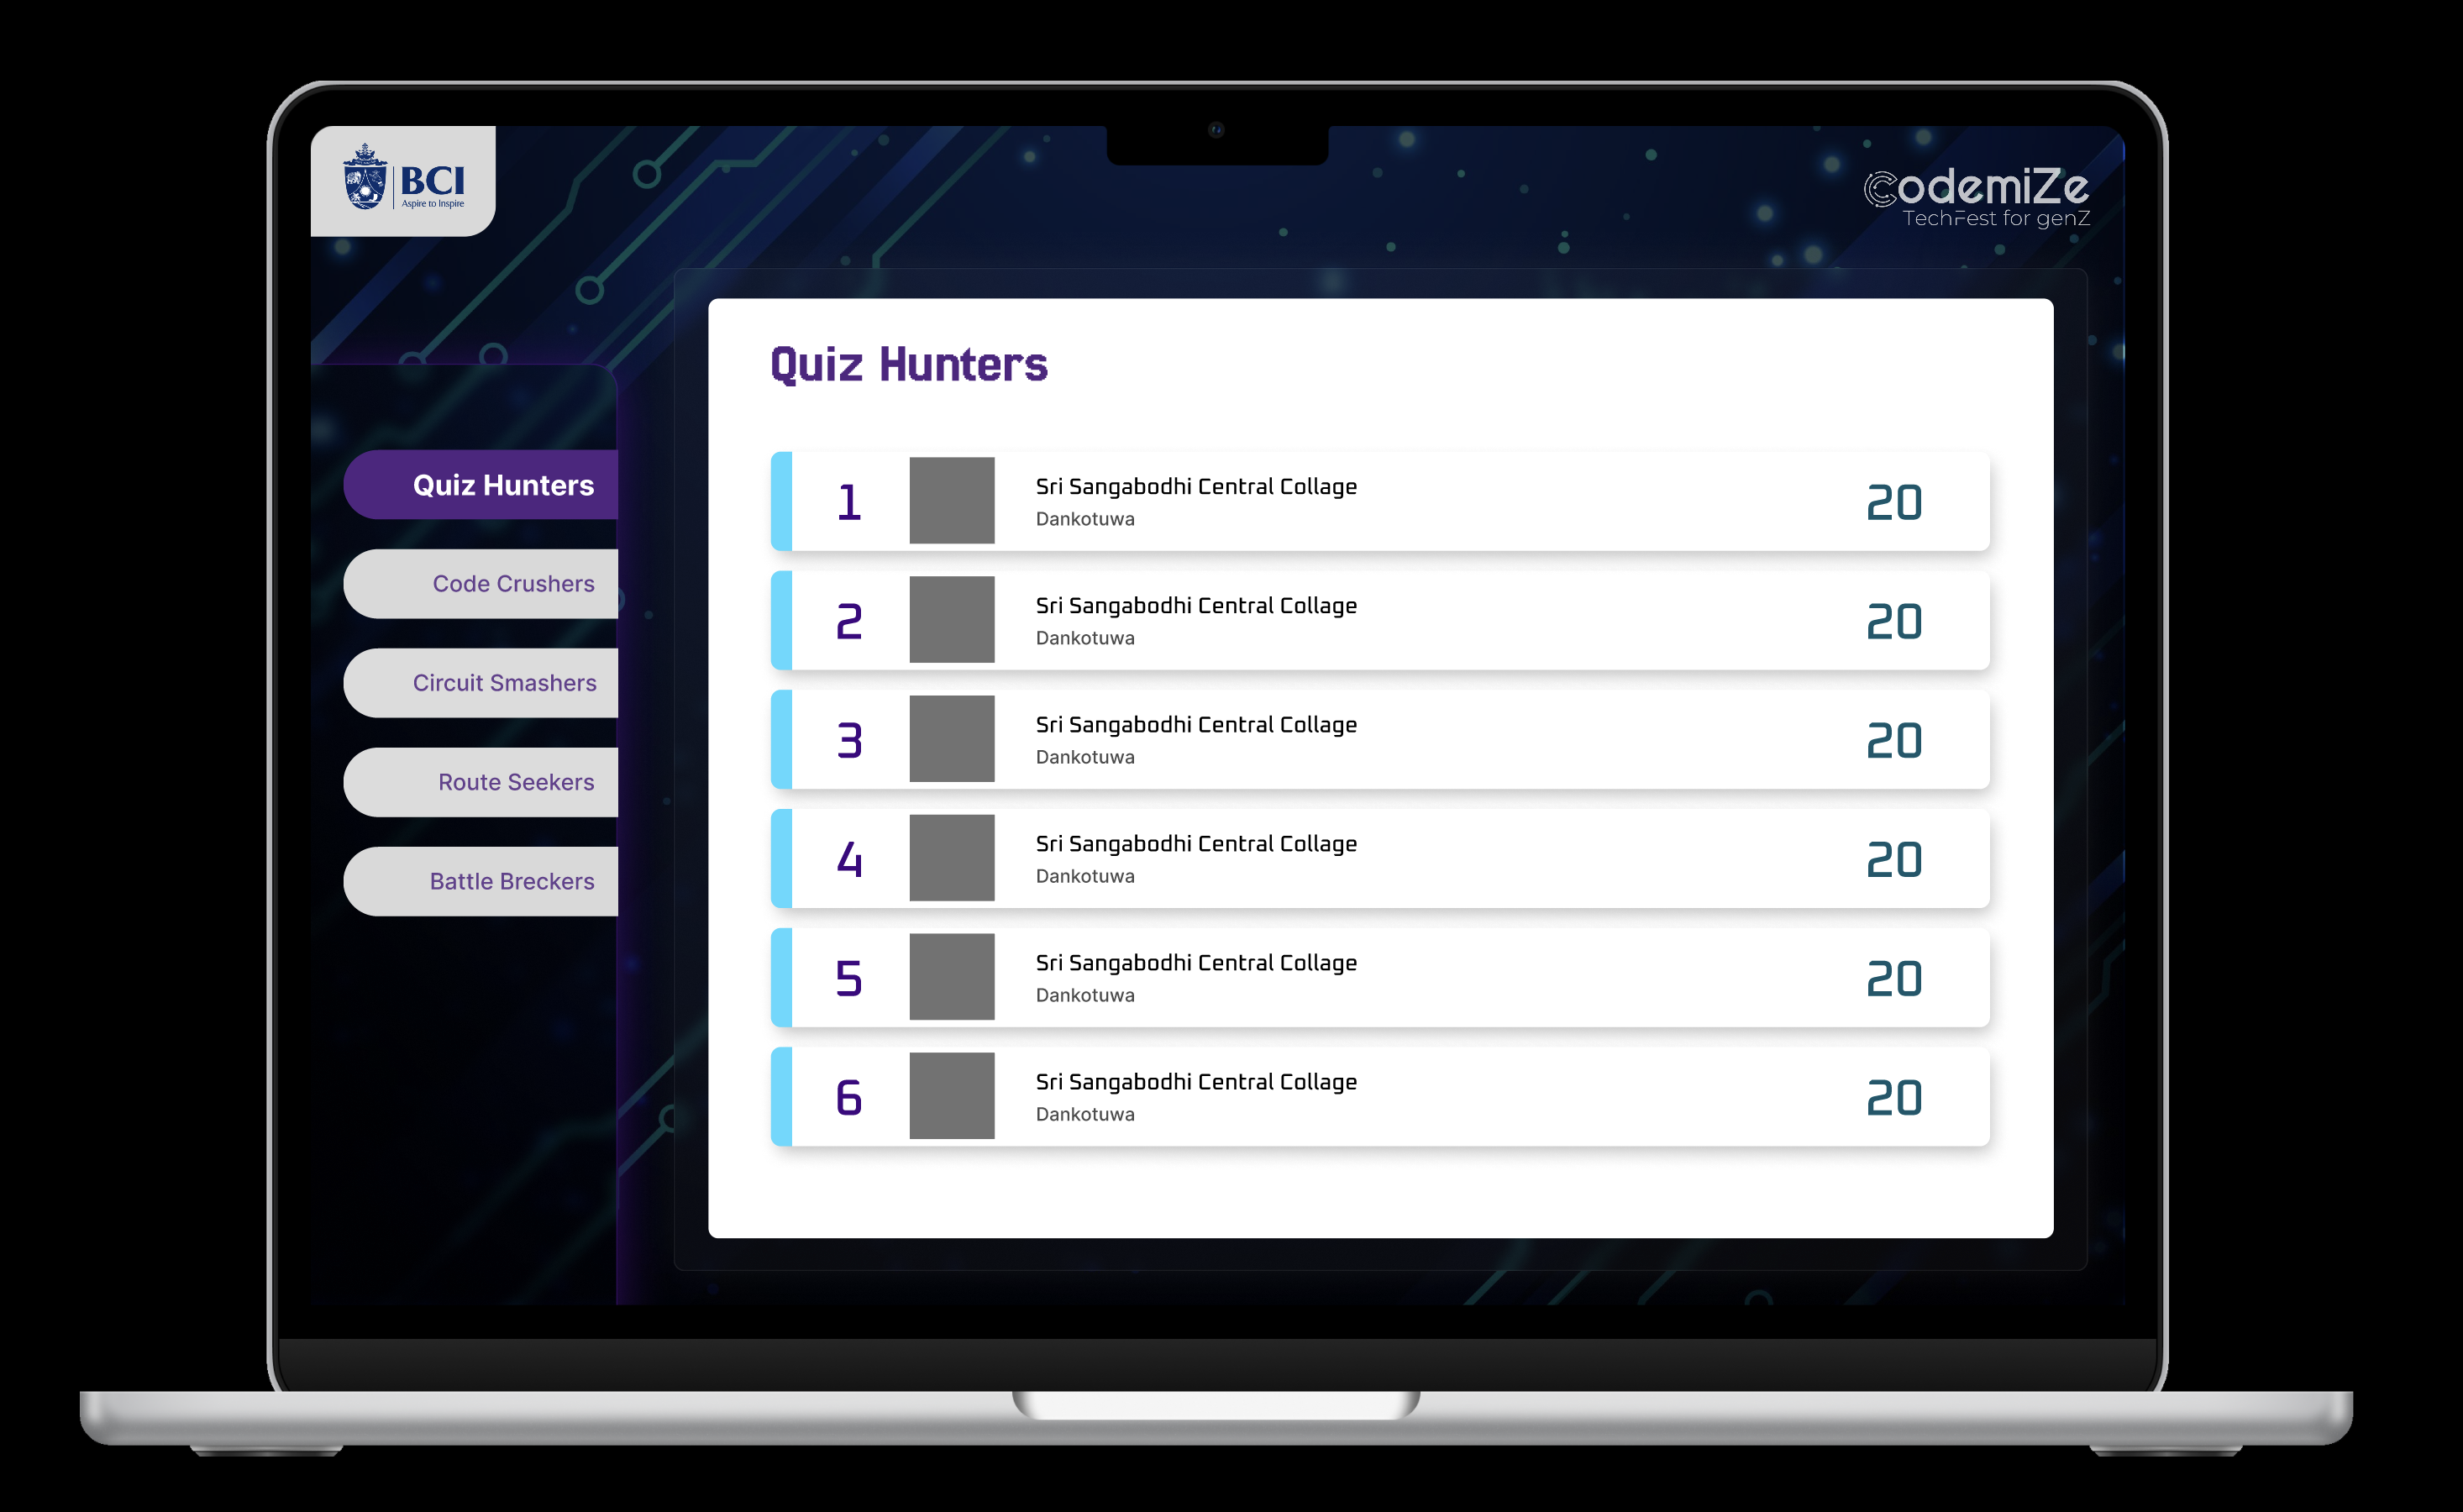 BCI
Aspire to Inspire
CodemiZe
TechFest for genZ
Quiz Hunters
Code Crushers
Circuit Smashers
Route Seekers
Battle Breckers
Quiz Hunters
1 Sri Sangabodhi Central Collage 20
Dankotuwa
2 Sri Sangabodhi Central Collage 20
Dankotuwa
3 Sri Sangabodhi Central Collage 20
Dankotuwa
4 Sri Sangabodhi Central Collage 20
Dankotuwa
5 Sri Sangabodhi Central Collage 20
Dankotuwa
6 Sri Sangabodhi Central Collage 20
Dankotuwa